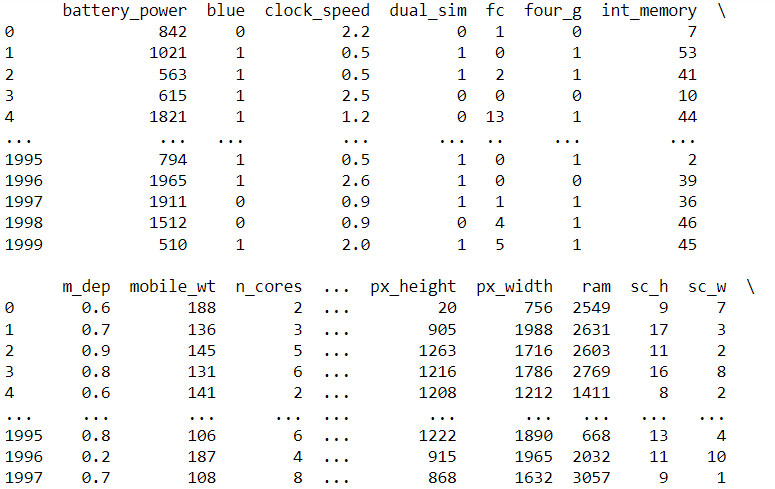 battery_power blue clock_speed dual_sim fc four_g int_memory \
0 842 0 2.2 0 1 0 7
1 1021 1 0.5 1 0 1 53
2 563 1 0.5 1 2 1 41
3 615 1 2.5 0 0 0 10
4 1821 1 1.2 0 13 1 44
... ... ... ... ... .. ... ...
1995 794 1 0.5 1 0 1 2
1996 1965 1 2.6 1 0 0 39
1997 1911 0 0.9 1 1 1 36
1998 1512 0 0.9 0 4 1 46
1999 510 1 2.0 1 5 1 45
m_dep mobile_wt n_cores ... px_height px_width ram sc_h sc_w \
0 0.6 188 2 ... 20 756 2549 9 7
1 0.7 136 3 ... 905 1988 2631 17 3
2 0.9 145 5 ... 1263 1716 2603 11 2
3 0.8 131 6 ... 1216 1786 2769 16 8
4 0.6 141 2 ... 1208 1212 1411 8 2
... ... ... ... ... ... ... ... ... ...
1995 0.8 106 6 ... 1222 1890 668 13 4
1996 0.2 187 4 ... 915 1965 2032 11 10
1997 0.7 108 8 ... 868 1632 3057 9 1